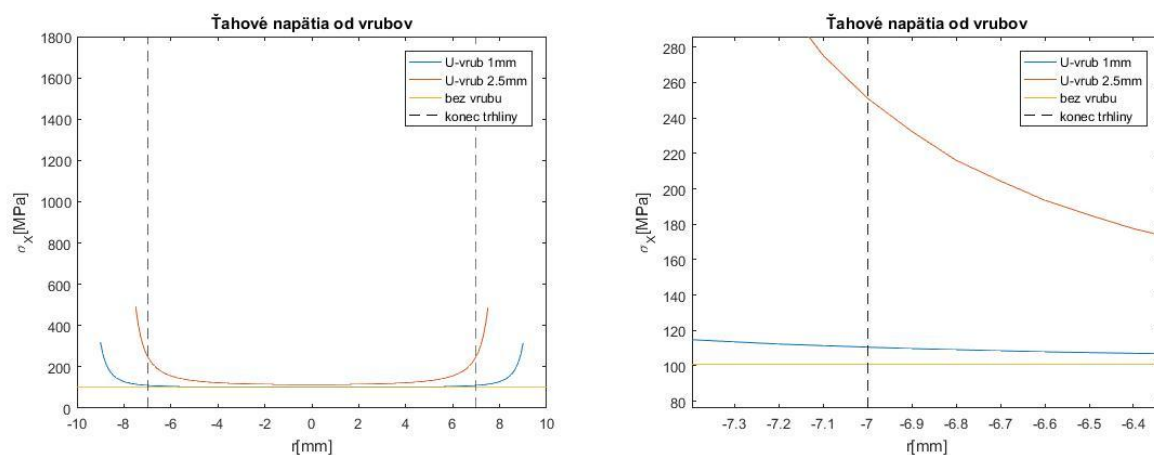 Ťahové napätia od vrubov
1800
1600
1400
1200
1000
800
600
400
200
0
σX[MPa]
-10 -8 -6 -4 -2 0 2 4 6 8 10
r[mm]
U-vrub 1mm
U-vrub 2.5mm
bez vrubu
konec trhliny
Ťahové napätia od vrubov
280
260
240
220
200
180
160
140
120
100
80
σX[MPa]
-7.3 -7.2 -7.1 -7 -6.9 -6.8 -6.7 -6.6 -6.5 -6.4
r[mm]
U-vrub 1mm
U-vrub 2.5mm
bez vrubu
konec trhliny